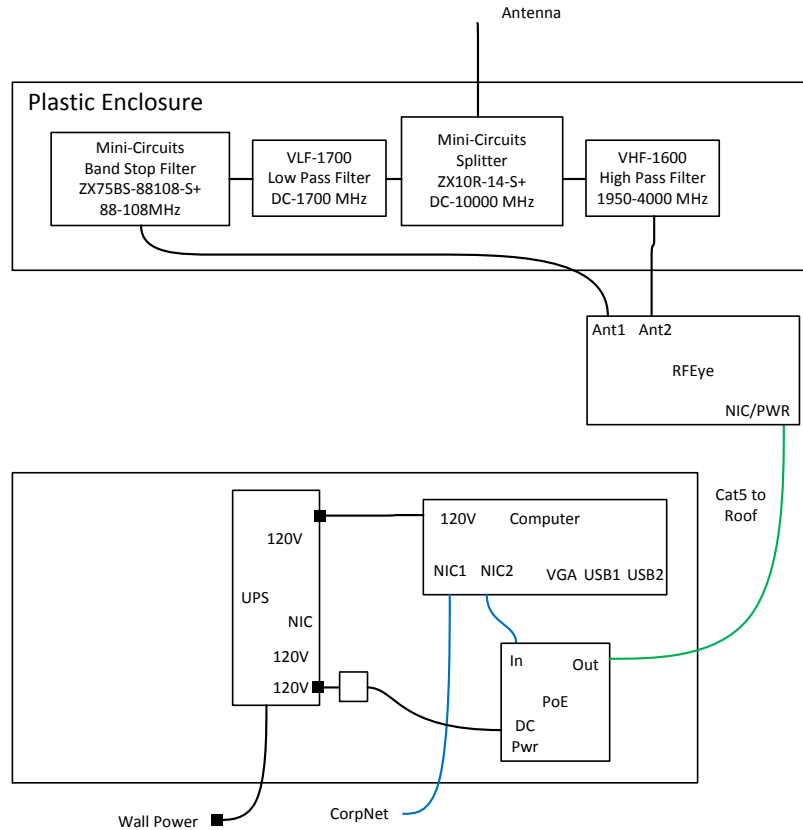 Antenna
Plastic Enclosure
Mini-Circuits
Band Stop Filter
ZX75BS-88108-S+
88-108MHz
VLF-1700
Low Pass Filter
DC-1700 MHz
Mini-Circuits
Splitter
ZX10R-14-S+
DC-10000 MHz
VHF-1600
High Pass Filter
1950-4000 MHz
Ant1
Ant2
RFEye
NIC/PWR
Cat5 to
Roof
120V
UPS
NIC
120V
120V
120V
Computer
NIC1
NIC2
VGA
USB1
USB2
In
Out
PoE
DC
Pwr
Wall Power
CorpNet